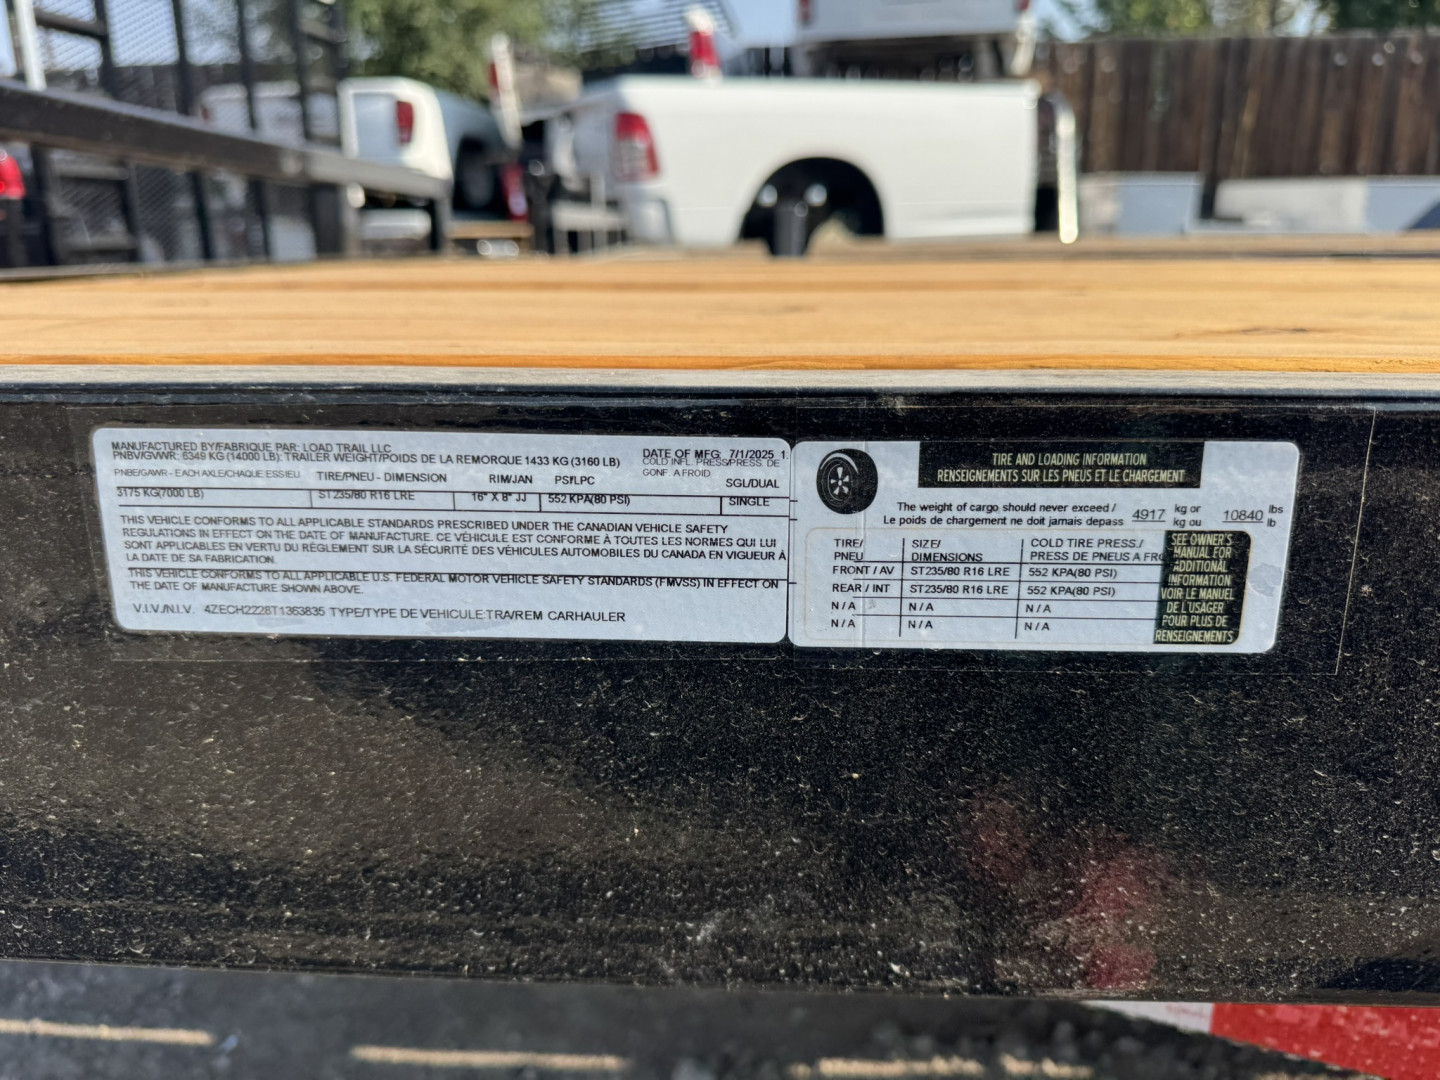 MANUFACTURED BY/FABRIQUE PAR: LOAD TRAIL LLC
PNBV/GVWR: 6349 KG (14000 LB); TRAILER WEIGHT/POIDS DE LA REMORQUE 1433 KG (3160 LB)
DATE OF MFG: 7/1/2025 1
COLD INFL. PRESS/PRESS. DE
GONF. A FROID
PNBE/GAWR - EACH AXLE/CHAQUE ESSIEU TIRE/PNEU - DIMENSION RIM/JAN PSI/LPC SGL/DUAL
3175 KG(7000 LB) ST235/80 R16 LRE 16" X 8" JJ 552 KPA(80 PSI) SINGLE
THIS VEHICLE CONFORMS TO ALL APPLICABLE STANDARDS PRESCRIBED UNDER THE CANADIAN VEHICLE SAFETY
REGULATIONS IN EFFECT ON THE DATE OF MANUFACTURE. CE VÉHICULE EST CONFORME À TOUTES LES NORMES QUI LUI
SONT APPLICABLES EN VERTU DU RÈGLEMENT SUR LA SÉCURITÉ DES VÉHICULES AUTOMOBILES DU CANADA EN VIGUEUR À
LA DATE DE SA FABRICATION.
THIS VEHICLE CONFORMS TO ALL APPLICABLE U.S. FEDERAL MOTOR VEHICLE SAFETY STANDARDS (FMVSS) IN EFFECT ON
THE DATE OF MANUFACTURE SHOWN ABOVE.
V.I.V./N.I.V. 4ZECH2228T1363835 TYPE/TYPE DE VEHICULE:TRA/REM CARHAULER
TIRE AND LOADING INFORMATION
RENSEIGNEMENTS SUR LES PNEUS ET LE CHARGEMENT
The weight of cargo should never exceed /
Le poids de chargement ne doit jamais depass
4917 kg or
kg ou
10840 lbs
lb
TIRE/ SIZE/ COLD TIRE PRESS./
PNEU DIMENSIONS PRESS DE PNEUS A FRO
FRONT / AV ST235/80 R16 LRE 552 KPA(80 PSI)
REAR / INT ST235/80 R16 LRE 552 KPA(80 PSI)
N / A N / A N / A
N / A N / A N / A
SEE OWNER'S
MANUAL FOR
ADDITIONAL
INFORMATION
VOIR LE MANUEL
DE L'USAGER
POUR PLUS DE
RENSEIGNEMENTS